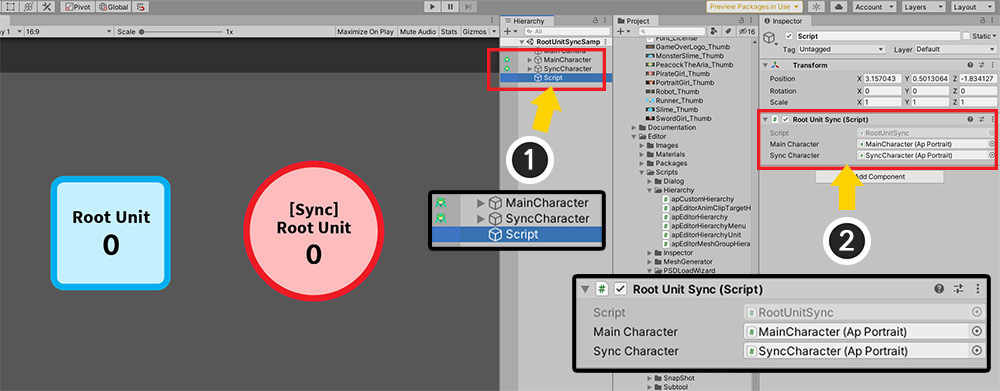 Pivot
Global
Preview Packages in Use
Account
Layers
Layout
16:9
Scale
1x
Maximize On Play
Mute Audio
Stats
Gizmos
Hierarchy
All
RootUnitSyncSamp
Main Camera
MainCharacter
SyncCharacter
Script
Project
16
Font_License
GameOverLogo_Thumb
MonsterSlime_Thumb
PeacockTheAria_Thumb
PirateGirl_Thumb
PortraitGirl_Thumb
Robot_Thumb
Runner_Thumb
Slime_Thumb
SwordGirl_Thumb
Documentation
Editor
Images
Materials
Packages
Scripts
Dialog
Hierarchy
apCustomHierarchy
apEditorAnimClipTargetH
apEditorHierarchy
apEditorHierarchyMenu
apEditorHierarchyUnit
apEditorMeshGroupHiera
Inspector
MeshGenerator
PSDLoadWizard
SnapShot
Subtool
Inspector
Script
Static
Tag Untagged
Layer Default
Transform
Position X 3.157043 Y 0.5013064 Z -1.834127
Rotation X 0 Y 0 Z 0
Scale X 1 Y 1 Z 1
# Root Unit Sync (Script)
Script RootUnitSync
Main Character MainCharacter (Ap Portrait)
Sync Character SyncCharacter (Ap Portrait)
Add Component
Root Unit
0
[Sync]
Root Unit
0
1
MainCharacter
SyncCharacter
Script
2
# Root Unit Sync (Script)
Script # RootUnitSync
Main Character # MainCharacter (Ap Portrait)
Sync Character # SyncCharacter (Ap Portrait)